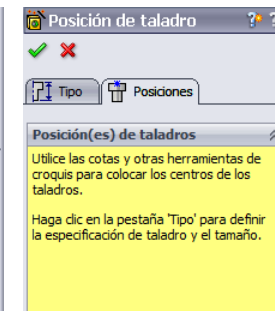 Posición de taladro ? ?
Tipo Posiciones
Posición(es) de taladros
Utilice las cotas y otras herramientas de
croquis para colocar los centros de los
taladros.
Haga clic en la pestaña 'Tipo' para definir
la especificación de taladro y el tamaño.